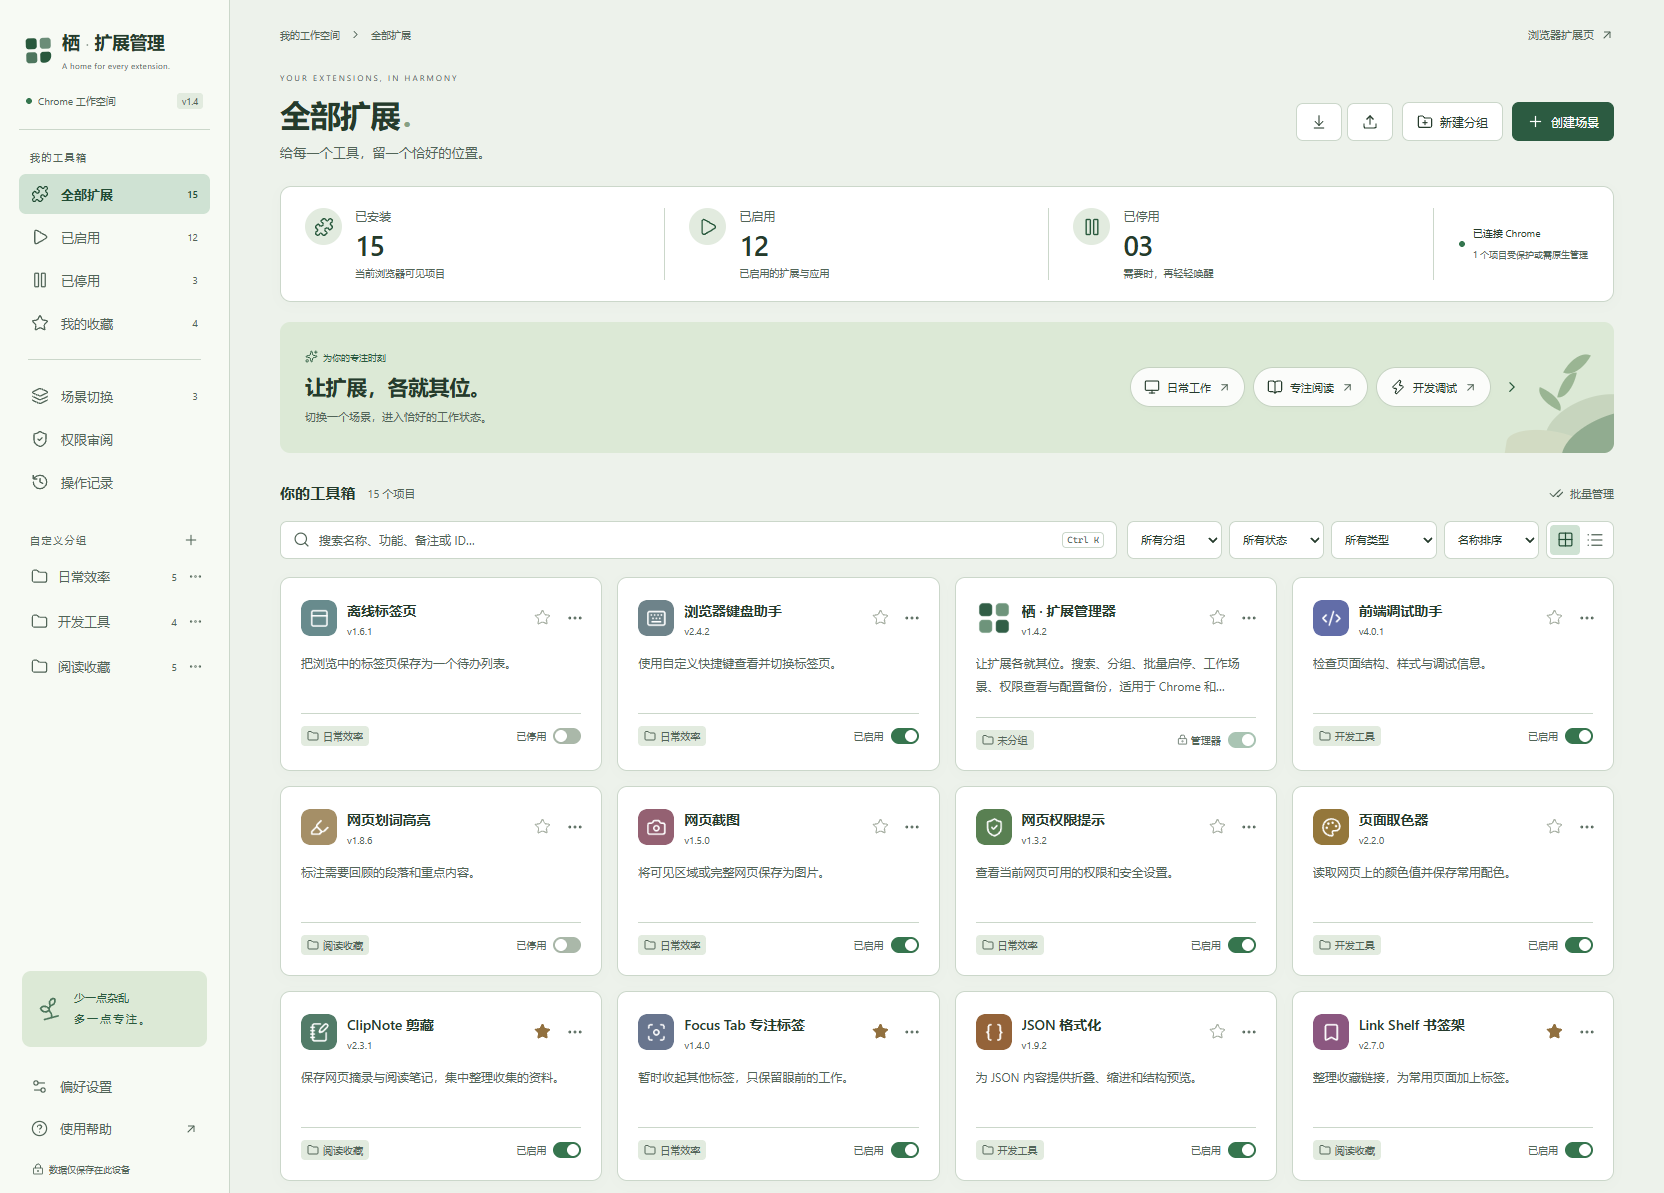 栖 · 扩展管理
A home for every extension.
Chrome 工作空间
v1.4
我的工具箱
全部扩展
15
已启用
12
已停用
3
我的收藏
4
场景切换
3
权限审阅
操作记录
自定义分组
日常效率
5
开发工具
4
阅读收藏
5
少一点杂乱
多一点专注。
偏好设置
使用帮助
数据仅保存在此设备
我的工作空间
全部扩展
浏览器扩展页
YOUR EXTENSIONS, IN HARMONY
全部扩展.
给每一个工具，留一个恰好的位置。
新建分组
创建场景
已安装
15
当前浏览器可见项目
已启用
12
已启用的扩展与应用
已停用
03
需要时，再轻轻唤醒
已连接 Chrome
1 个项目受保护或需原生管理
为你的专注时刻
让扩展，各就其位。
切换一个场景，进入恰好的工作状态。
日常工作
专注阅读
开发调试
你的工具箱
15 个项目
批量管理
搜索名称、功能、备注或 ID...
Ctrl K
所有分组
所有状态
所有类型
名称排序
离线标签页
v1.6.1
把浏览中的标签页保存为一个待办列表。
日常效率
已停用
浏览器键盘助手
v2.4.2
使用自定义快捷键查看并切换标签页。
日常效率
已启用
栖 · 扩展管理器
v1.4.2
让扩展各就其位。搜索、分组、批量启停、工作场
景、权限查看与配置备份，适用于 Chrome 和...
未分组
管理器
前端调试助手
v4.0.1
检查页面结构、样式与调试信息。
开发工具
已启用
网页划词高亮
v1.8.6
标注需要回顾的段落和重点内容。
阅读收藏
已停用
网页截图
v1.5.0
将可见区域或完整网页保存为图片。
日常效率
已启用
网页权限提示
v1.3.2
查看当前网页可用的权限和安全设置。
日常效率
已启用
页面取色器
v2.2.0
读取网页上的颜色值并保存常用配色。
开发工具
已启用
ClipNote 剪藏
v2.3.1
保存网页摘录与阅读笔记，集中整理收集的资料。
阅读收藏
已启用
Focus Tab 专注标签
v1.4.0
暂时收起其他标签，只保留眼前的工作。
日常效率
已启用
JSON 格式化
v1.9.2
为 JSON 内容提供折叠、缩进和结构预览。
开发工具
已启用
Link Shelf 书签架
v2.7.0
整理收藏链接，为常用页面加上标签。
阅读收藏
已启用